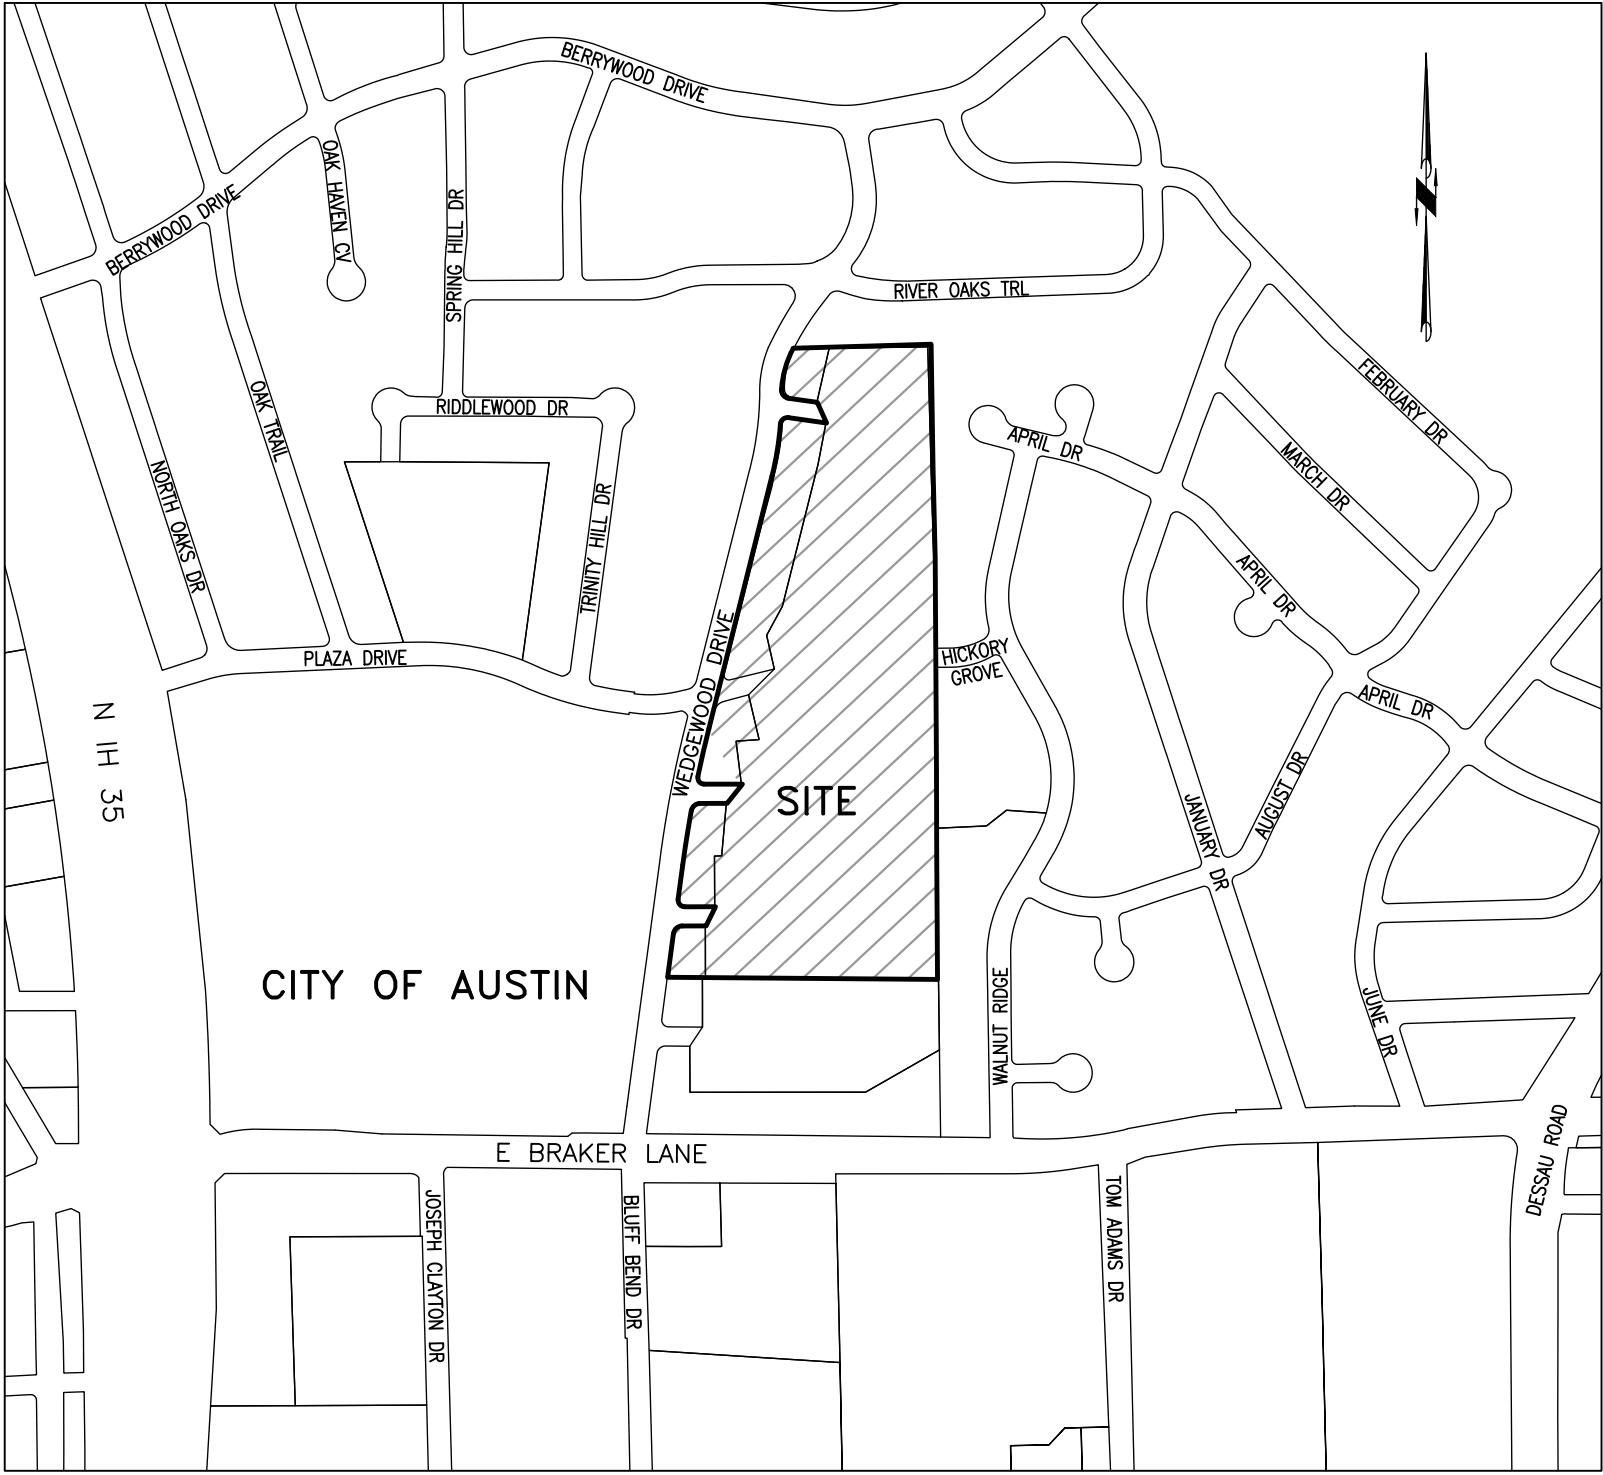 BERRYWOOD DRIVE
OAK HAVEN CV
BERRYWOOD DRIVE
SPRING HILL DR
RIVER OAKS TRL
FEBRUARY DR
OAK TRAIL
RIDDLEWOOD DR
APRIL DR
MARCH DR
NORTH OAKS DR
TRINITY HILL DR
APRIL DR
PLAZA DRIVE
WEDGEWOOD DRIVE
HICKORY
GROVE
APRIL DR
N IH 35
SITE
JANUARY DR
AUGUST DR
CITY OF AUSTIN
WALNUT RIDGE
JUNE DR
E BRAKER LANE
DESSAU ROAD
JOSEPH CLAYTON DR
BLUFF BEND DR
TOM ADAMS DR
N